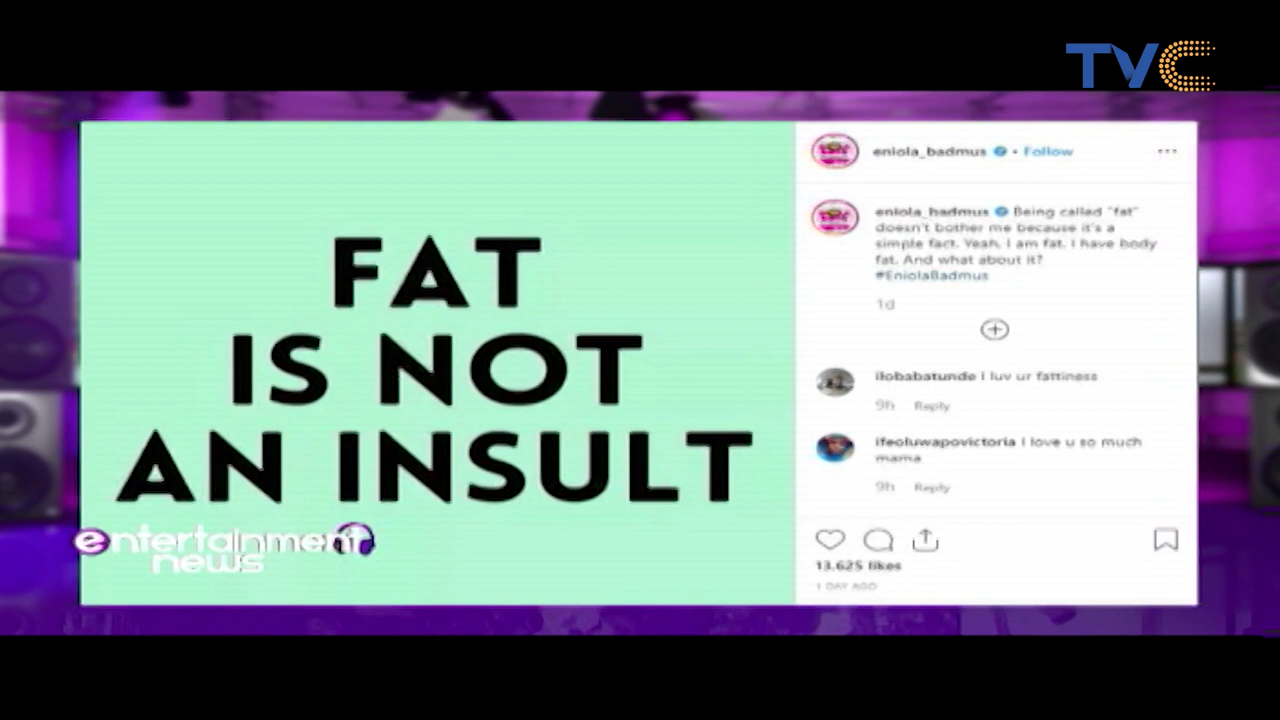 TVC
FAT
IS NOT
AN INSULT
entertainment
news
eniola_badmus • Follow
eniola_badmus Being called "fat"
doesn't bother me because it's a
simple fact. Yeah, I am fat. I have body
fat. And what about it?
#EniolaBadmus
1d
ilobabatunde I luv ur fattiness
9h Reply
ifeoluwapovictoria I love u so much
mama
9h Reply
13,625 likes
1 DAY AGO